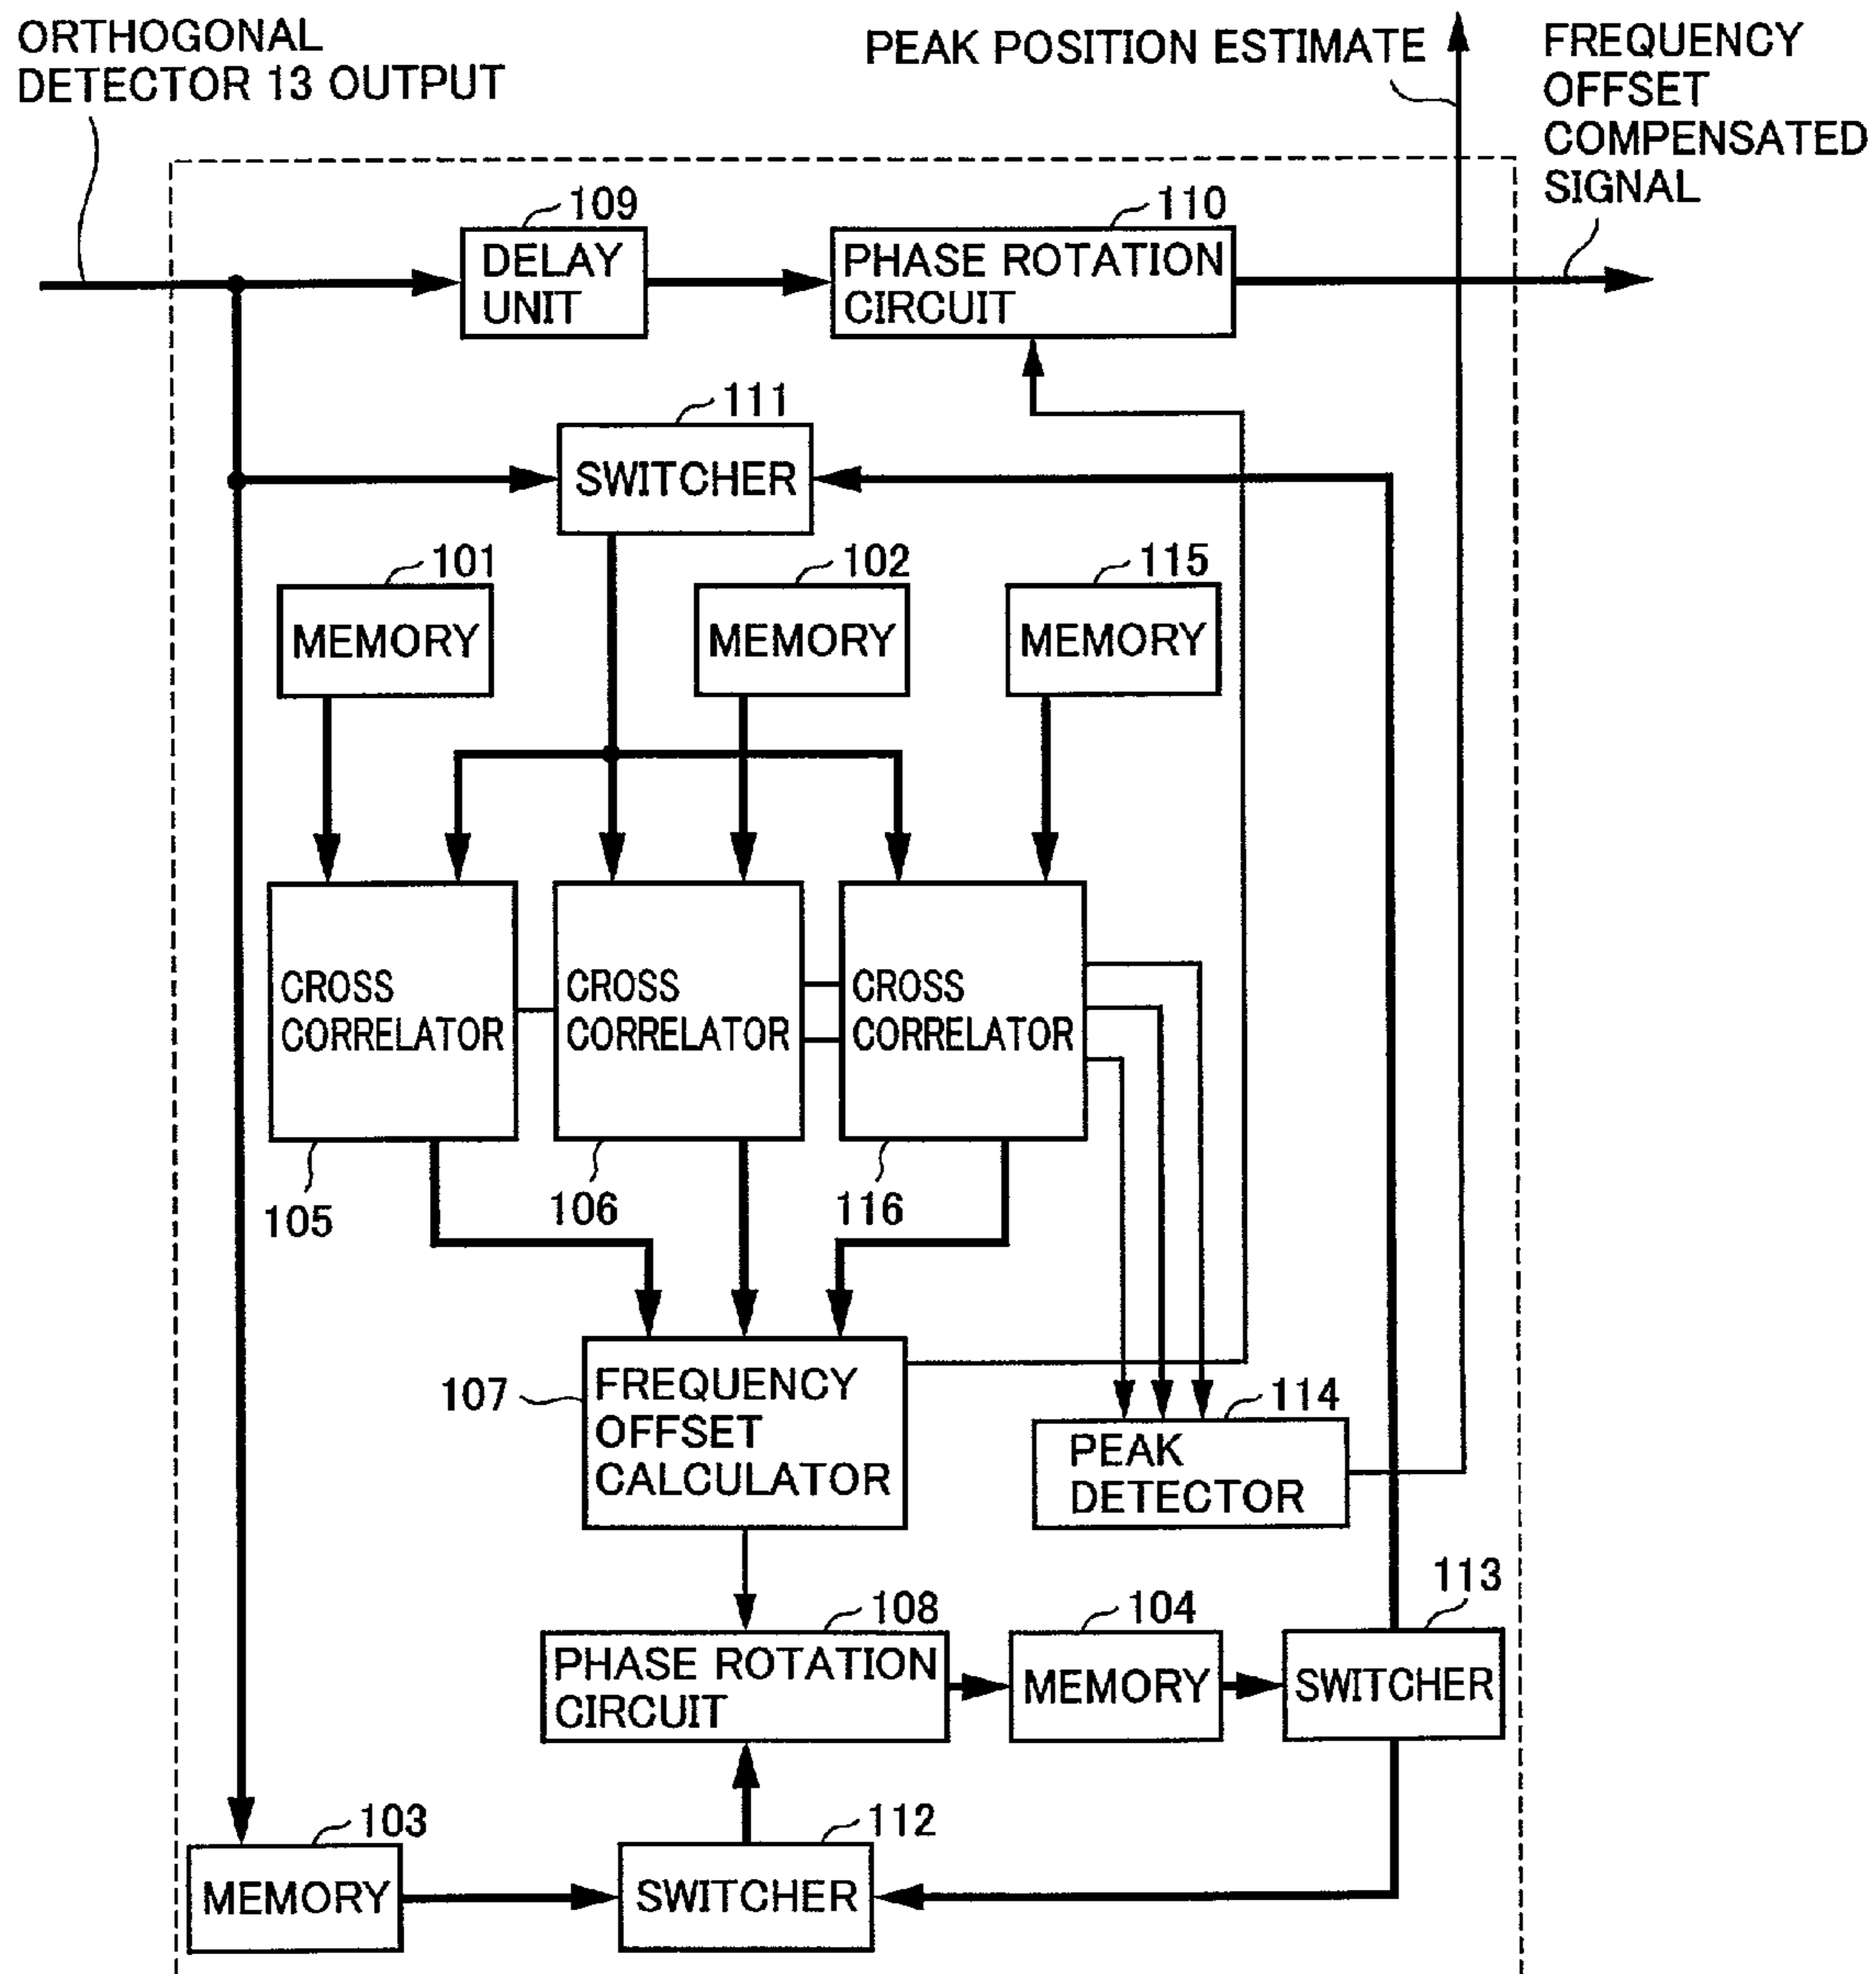 ORTHOGONAL
DETECTOR 13 OUTPUT
PEAK POSITION ESTIMATE
FREQUENCY
OFFSET
COMPENSATED
SIGNAL
109
DELAY
UNIT
110
PHASE ROTATION
CIRCUIT
111
SWITCHER
101
MEMORY
102
MEMORY
115
MEMORY
CROSS
CORRELATOR
CROSS
CORRELATOR
CROSS
CORRELATOR
105
106
116
107
FREQUENCY
OFFSET
CALCULATOR
114
PEAK
DETECTOR
108
PHASE ROTATION
CIRCUIT
104
MEMORY
113
SWITCHER
103
MEMORY
112
SWITCHER